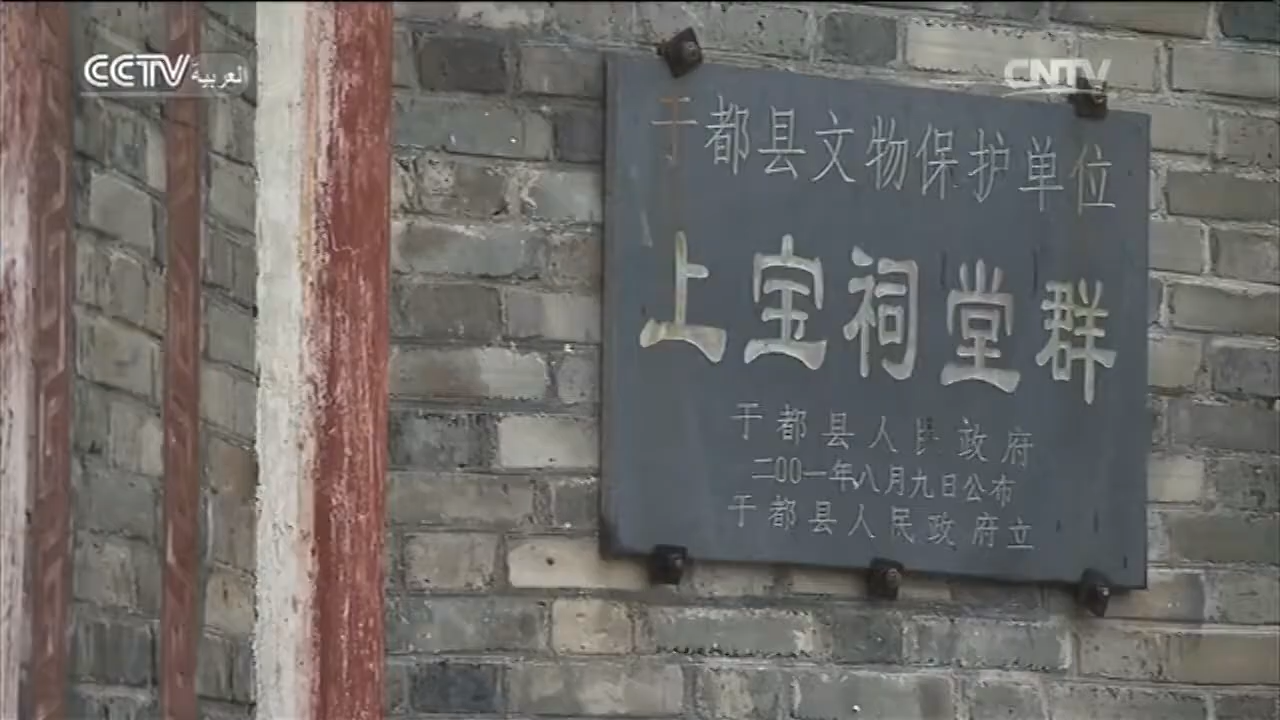 CCTV العربية
CNTV
于都县文物保护单位
上宝祠堂群
于都县人民政府
二00一年八月九日公布
于都县人民政府立